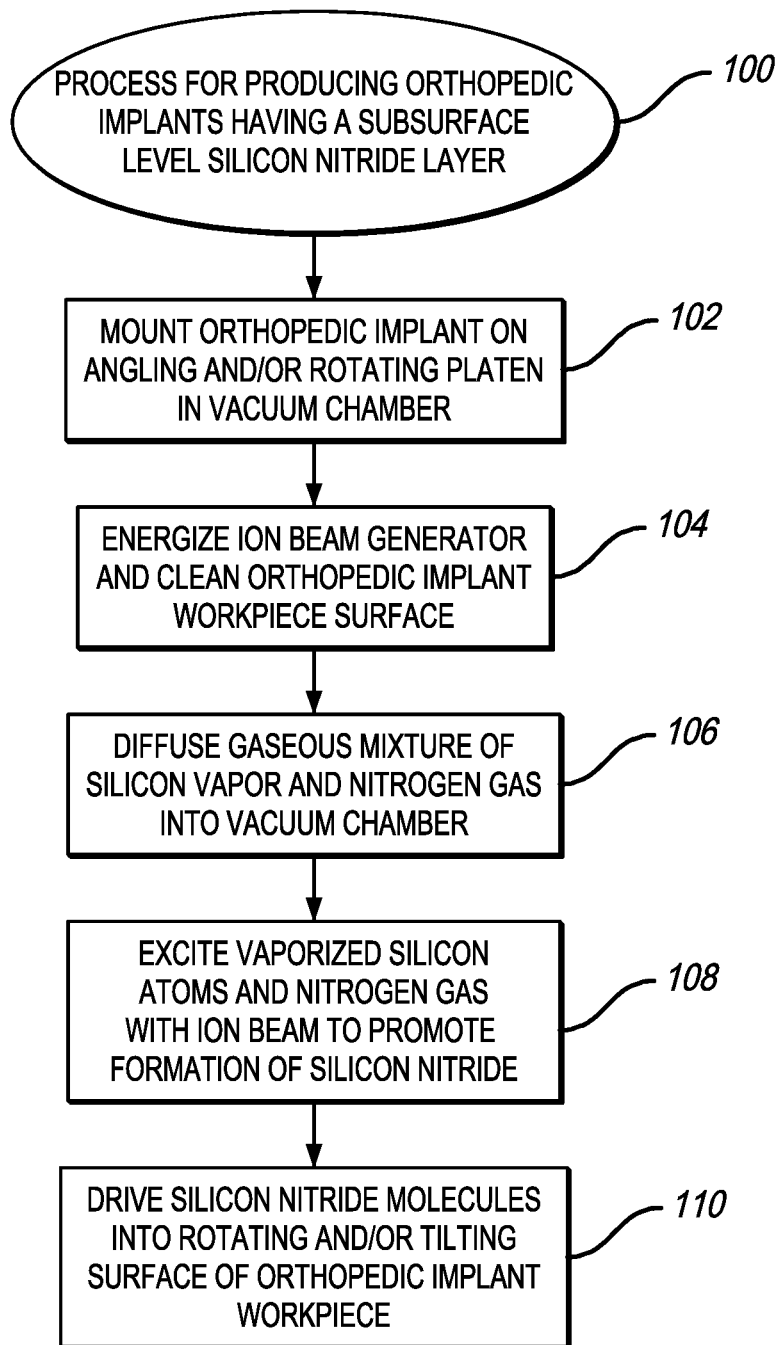 PROCESS FOR PRODUCING ORTHOPEDIC
IMPLANTS HAVING A SUBSURFACE
LEVEL SILICON NITRIDE LAYER
100
MOUNT ORTHOPEDIC IMPLANT ON
ANGLING AND/OR ROTATING PLATEN
IN VACUUM CHAMBER
102
ENERGIZE ION BEAM GENERATOR
AND CLEAN ORTHOPEDIC IMPLANT
WORKPIECE SURFACE
104
DIFFUSE GASEOUS MIXTURE OF
SILICON VAPOR AND NITROGEN GAS
INTO VACUUM CHAMBER
106
EXCITE VAPORIZED SILICON
ATOMS AND NITROGEN GAS
WITH ION BEAM TO PROMOTE
FORMATION OF SILICON NITRIDE
108
DRIVE SILICON NITRIDE MOLECULES
INTO ROTATING AND/OR TILTING
SURFACE OF ORTHOPEDIC IMPLANT
WORKPIECE
110